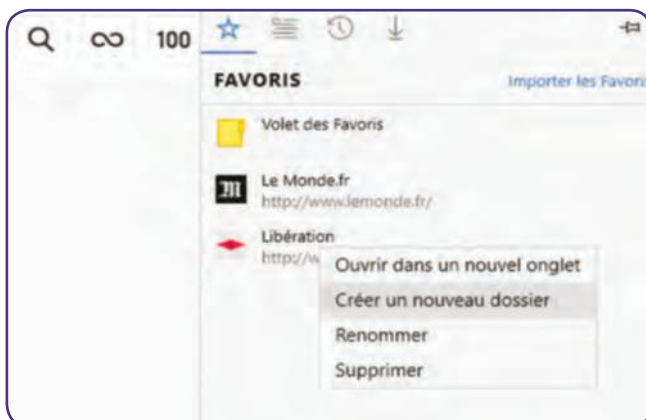 100
FAVORIS
Importer les Favoris
Volet des Favoris
Le Monde.fr
http://www.lemonde.fr/
Libération
http://w
Ouvrir dans un nouvel onglet
Créer un nouveau dossier
Renommer
Supprimer